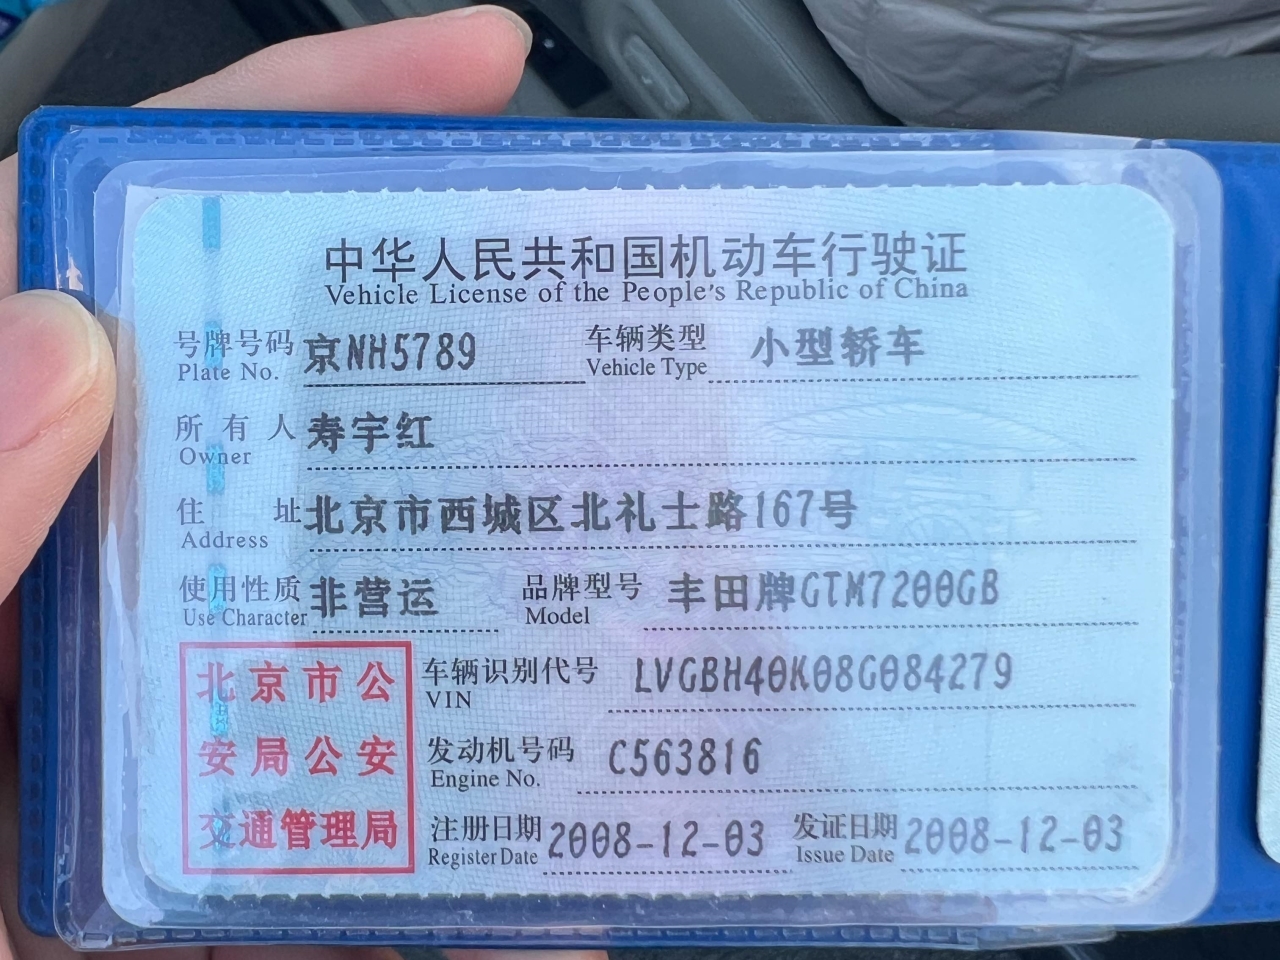 中华人民共和国机动车行驶证
Vehicle License of the People's Republic of China
号牌号码 京NH5789 车辆类型 小型轿车
Plate No. Vehicle Type
所有人 寿宇红
Owner
住址 北京市西城区北礼士路167号
Address
使用性质 非营运 品牌型号 丰田牌GTM7200GB
Use Character Model
北京市公
安局公安
交通管理局
车辆识别代号 LVGBH40K08G084279
VIN
发动机号码 C563816
Engine No.
注册日期 2008-12-03 发证日期 2008-12-03
Register Date Issue Date